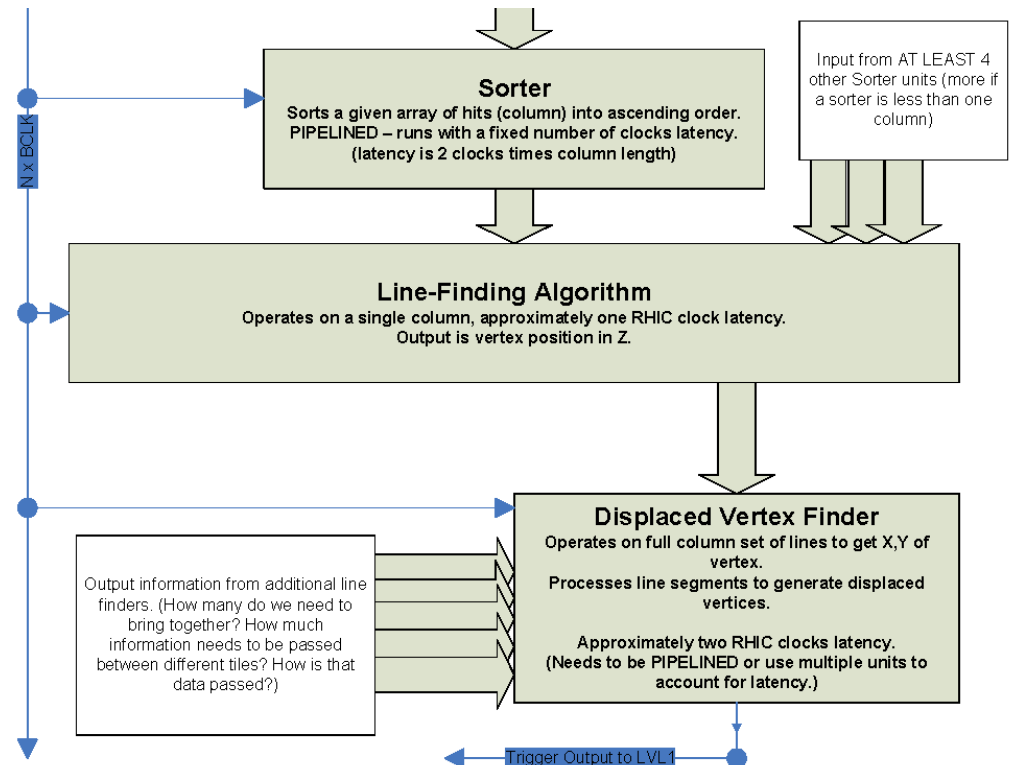 Sorter
Sorts a given array of hits (column) into ascending order.
PIPELINED – runs with a fixed number of clocks latency.
(latency is 2 clocks times column length)
Input from AT LEAST 4
other Sorter units (more if
a sorter is less than one
column)
N x BCLK
Line-Finding Algorithm
Operates on a single column, approximately one RHIC clock latency.
Output is vertex position in Z.
Displaced Vertex Finder
Operates on full column set of lines to get X,Y of
vertex.
Processes line segments to generate displaced
vertices.
Approximately two RHIC clocks latency.
(Needs to be PIPELINED or use multiple units to
account for latency.)
Output information from additional line
finders. (How many do we need to
bring together? How much
information needs to be passed
between different tiles? How is that
data passed?)
Trigger Output to LVL1